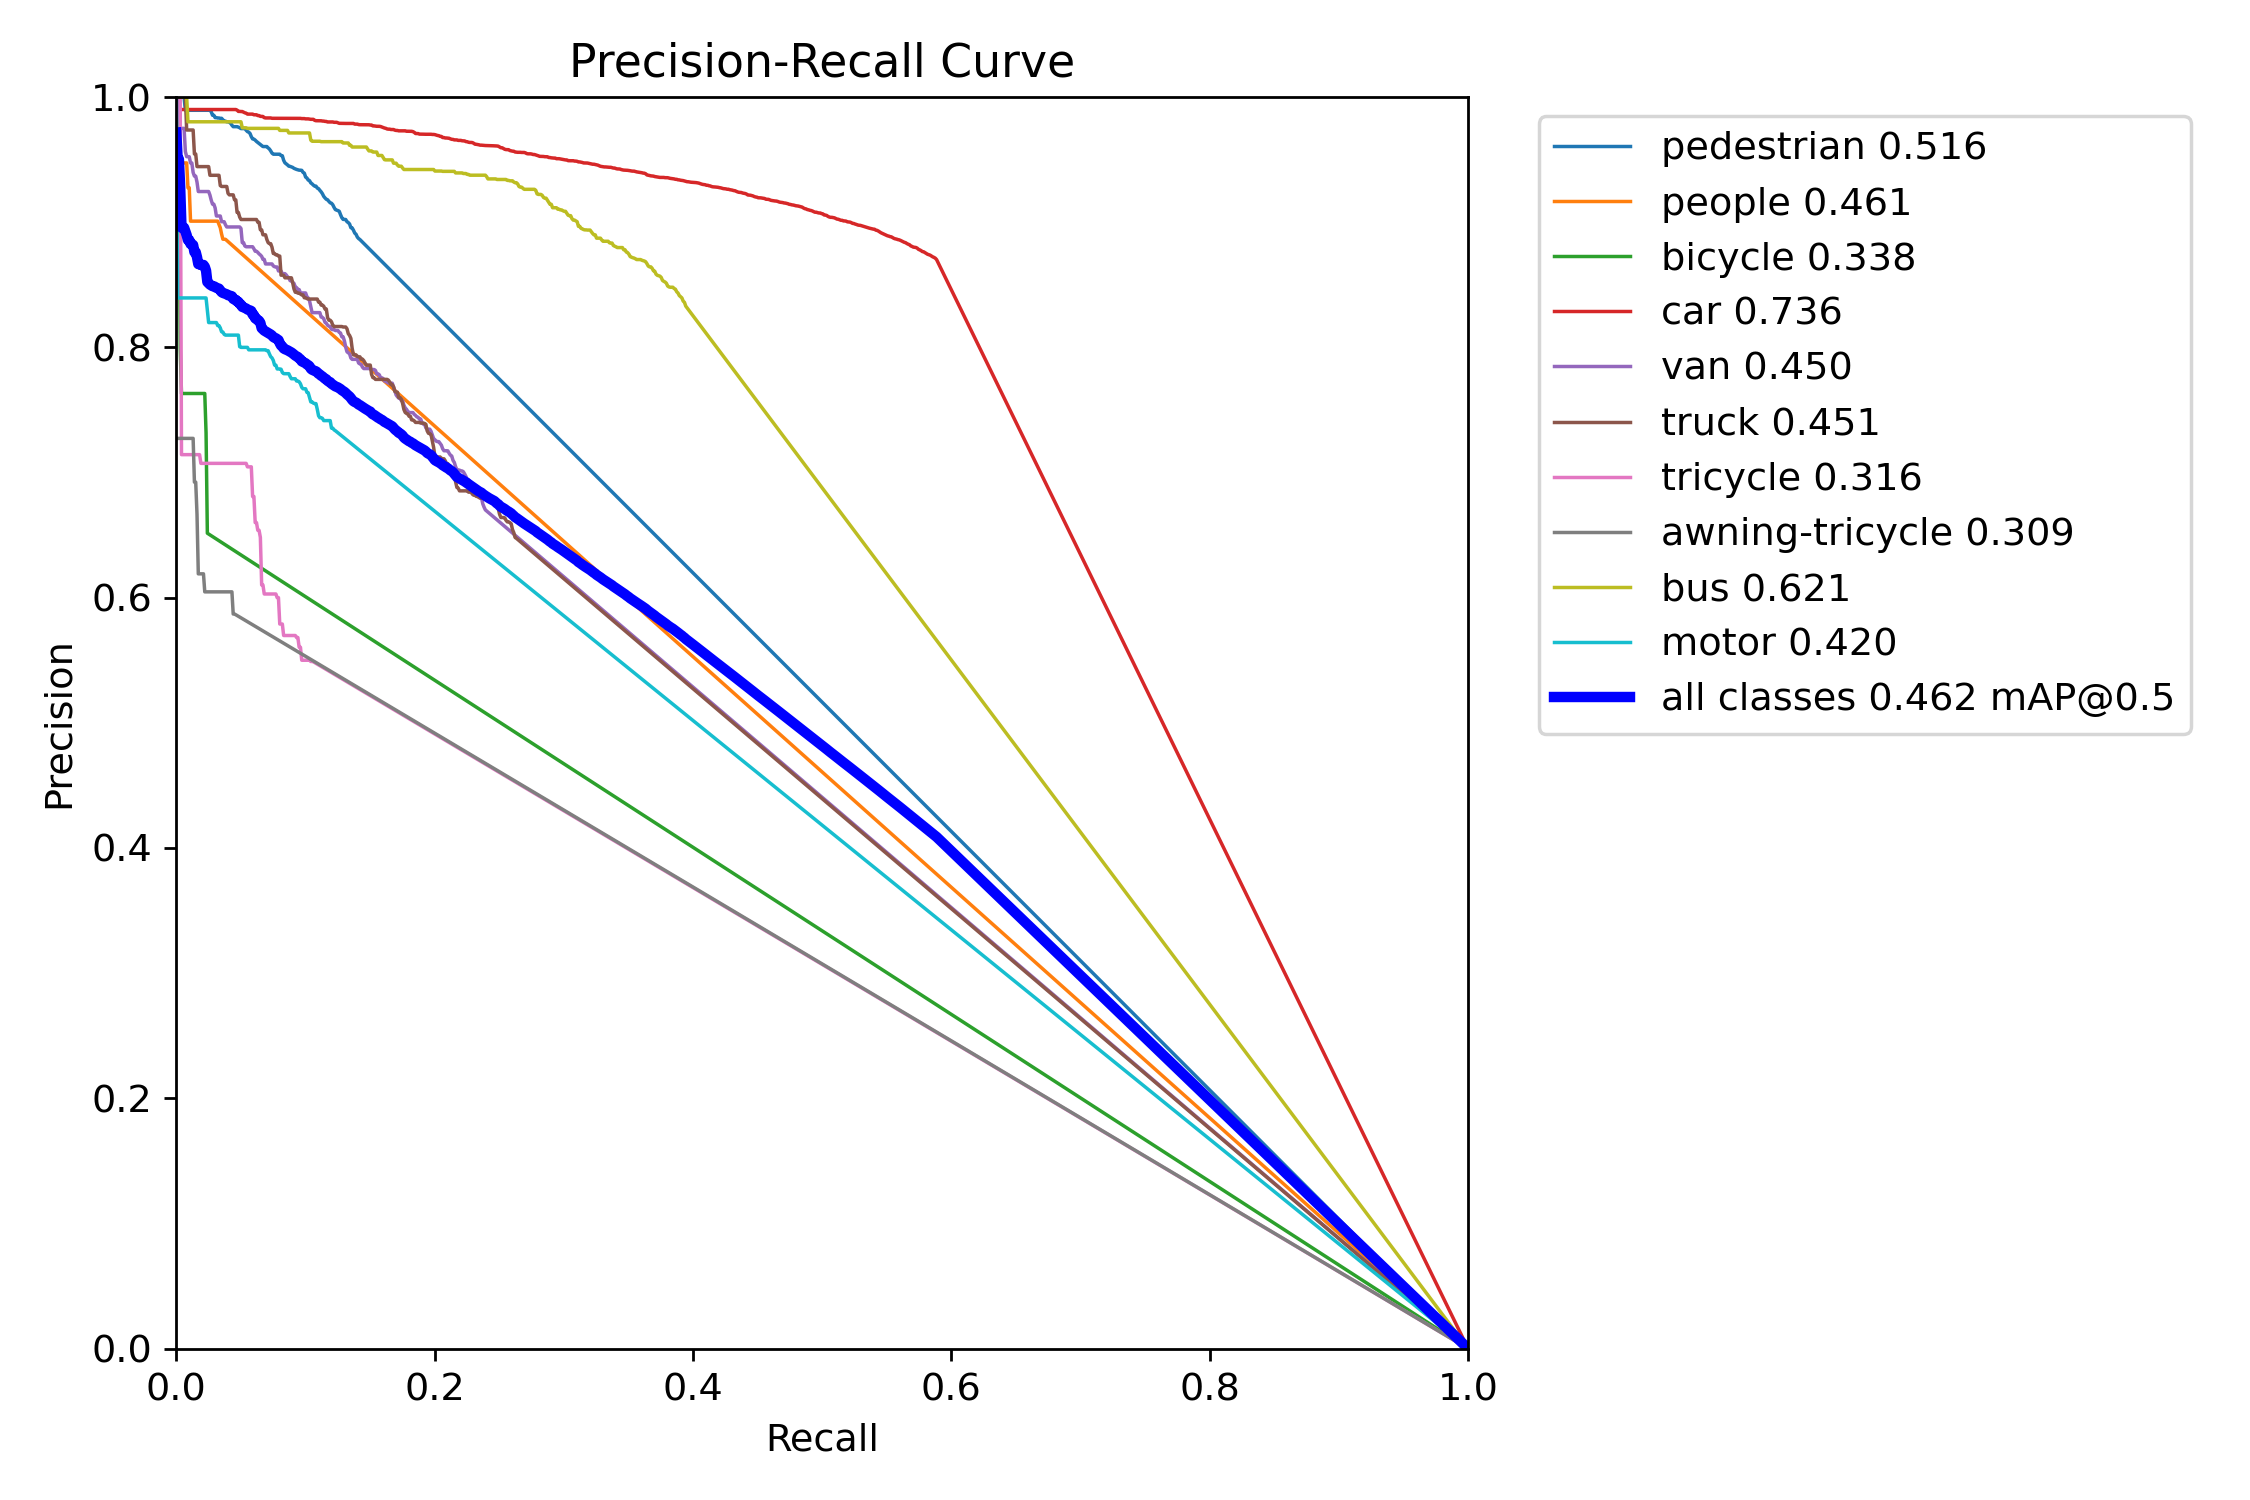 Precision-Recall Curve
1.0
0.8
0.6
0.4
0.2
0.0
Precision
0.0 0.2 0.4 0.6 0.8 1.0
Recall
pedestrian 0.516
people 0.461
bicycle 0.338
car 0.736
van 0.450
truck 0.451
tricycle 0.316
awning-tricycle 0.309
bus 0.621
motor 0.420
all classes 0.462 mAP@0.5